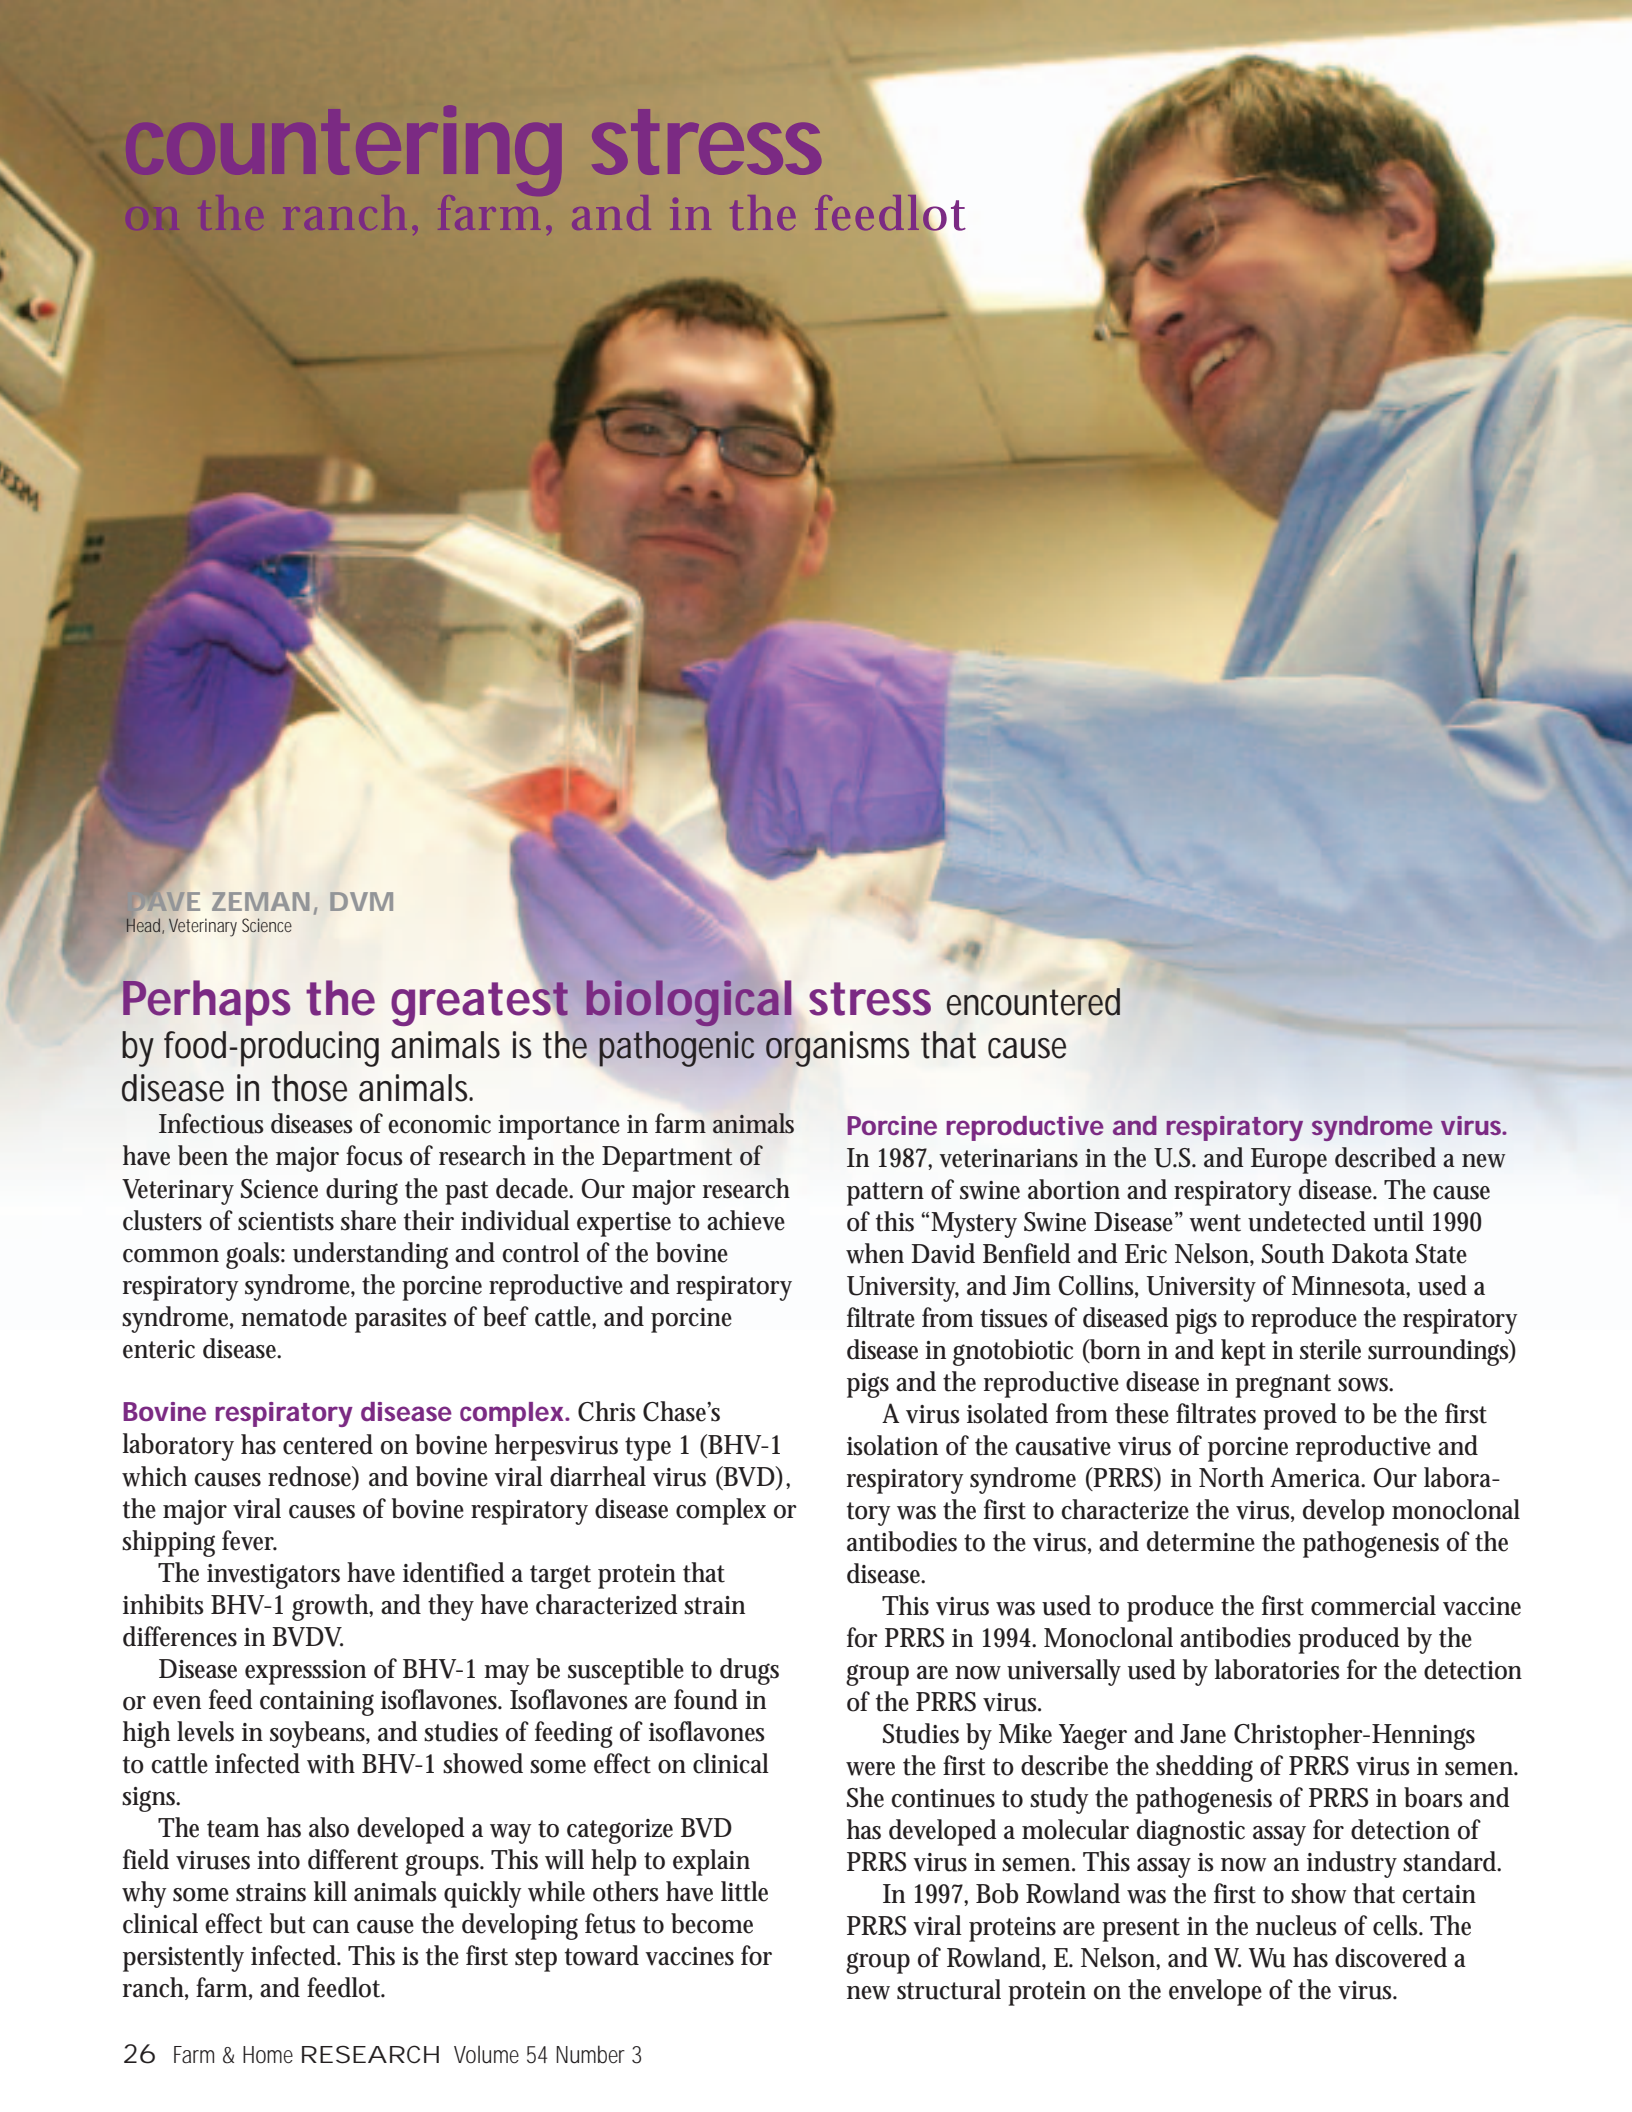 countering stress
on the ranch, farm, and in the feedlot
DAVE ZEMAN, DVM
Head, Veterinary Science
Perhaps the greatest biological stress encountered
by food-producing animals is the pathogenic organisms that cause
disease in those animals.
Infectious diseases of economic importance in farm animals
have been the major focus of research in the Department of
Veterinary Science during the past decade. Our major research
clusters of scientists share their individual expertise to achieve
common goals: understanding and control of the bovine
respiratory syndrome, the porcine reproductive and respiratory
syndrome, nematode parasites of beef cattle, and porcine
enteric disease.
Bovine respiratory disease complex. Chris Chase’s
laboratory has centered on bovine herpesvirus type 1 (BHV-1
which causes rednose) and bovine viral diarrheal virus (BVD),
the major viral causes of bovine respiratory disease complex or
shipping fever.
The investigators have identified a target protein that
inhibits BHV-1 growth, and they have characterized strain
differences in BVDV.
Disease expresssion of BHV-1 may be susceptible to drugs
or even feed containing isoflavones. Isoflavones are found in
high levels in soybeans, and studies of feeding of isoflavones
to cattle infected with BHV-1 showed some effect on clinical
signs.
The team has also developed a way to categorize BVD
field viruses into different groups. This will help to explain
why some strains kill animals quickly while others have little
clinical effect but can cause the developing fetus to become
persistently infected. This is the first step toward vaccines for
ranch, farm, and feedlot.
Porcine reproductive and respiratory syndrome virus.
In 1987, veterinarians in the U.S. and Europe described a new
pattern of swine abortion and respiratory disease. The cause
of this “Mystery Swine Disease” went undetected until 1990
when David Benfield and Eric Nelson, South Dakota State
University, and Jim Collins, University of Minnesota, used a
filtrate from tissues of diseased pigs to reproduce the respiratory
disease in gnotobiotic (born in and kept in sterile surroundings)
pigs and the reproductive disease in pregnant sows.
A virus isolated from these filtrates proved to be the first
isolation of the causative virus of porcine reproductive and
respiratory syndrome (PRRS) in North America. Our labora-
tory was the first to characterize the virus, develop monoclonal
antibodies to the virus, and determine the pathogenesis of the
disease.
This virus was used to produce the first commercial vaccine
for PRRS in 1994. Monoclonal antibodies produced by the
group are now universally used by laboratories for the detection
of the PRRS virus.
Studies by Mike Yaeger and Jane Christopher-Hennings
were the first to describe the shedding of PRRS virus in semen.
She continues to study the pathogenesis of PRRS in boars and
has developed a molecular diagnostic assay for detection of
PRRS virus in semen. This assay is now an industry standard.
In 1997, Bob Rowland was the first to show that certain
PRRS viral proteins are present in the nucleus of cells. The
group of Rowland, E. Nelson, and W. Wu has discovered a
new structural protein on the envelope of the virus.
26 Farm & Home RESEARCH Volume 54 Number 3